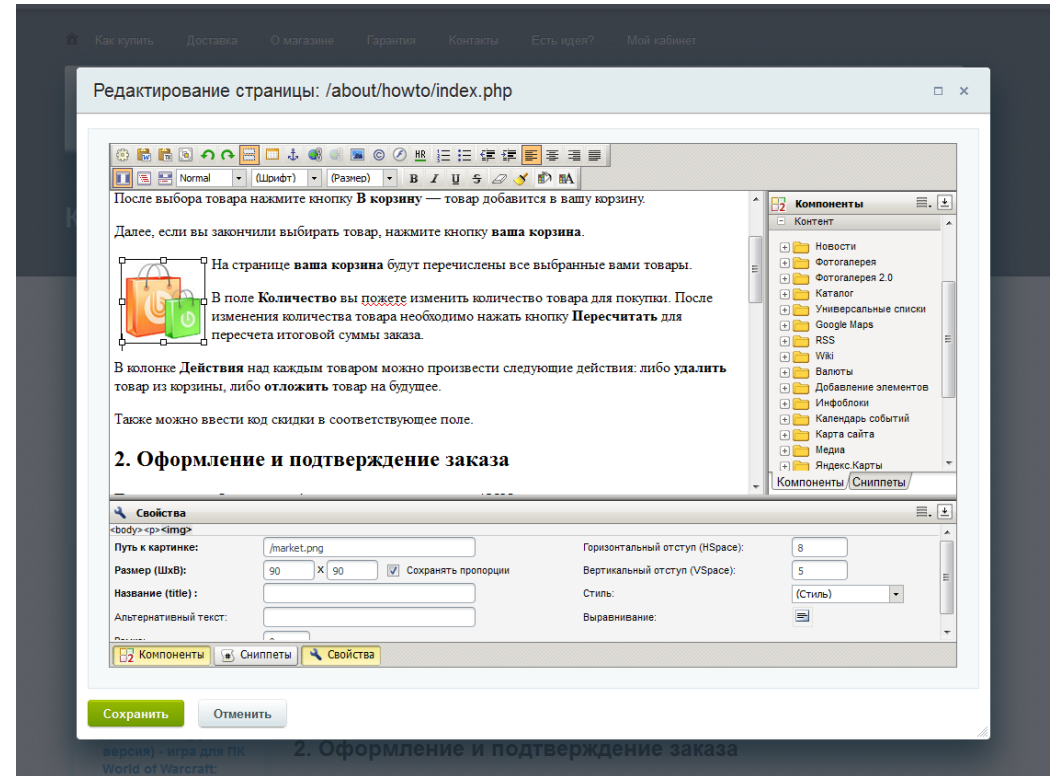 Как купить Доставка О магазине Гарантия Контакты Есть идея? Мой кабинет
Редактирование страницы: /about/howto/index.php
HR
Normal (Шрифт) (Размер) B I U S
После выбора товара нажмите кнопку В корзину — товар добавится в вашу корзину.
Далее, если вы закончили выбирать товар, нажмите кнопку ваша корзина.
На странице ваша корзина будут перечислены все выбранные вами товары.
В поле Количество вы пожете изменить количество товара для покупки. После
изменения количества товара необходимо нажать кнопку Пересчитать для
пересчета итоговой суммы заказа.
В колонке Действия над каждым товаром можно произвести следующие действия: либо удалить
товар из корзины, либо отложить товар на будущее.
Также можно ввести код скидки в соответствующее поле.
2. Оформление и подтверждение заказа
Компоненты
Контент
Новости
Фотогалерея
Фотогалерея 2.0
Каталог
Универсальные списки
Google Maps
RSS
Wiki
Валюты
Добавление элементов
Инфоблоки
Календарь событий
Карта сайта
Медиа
Яндекс.Карты
Компоненты Сниппеты
Свойства
<body> <p> <img>
Путь к картинке: /market.png Горизонтальный отступ (HSpace): 8
Размер (ШxВ): 90 X 90 Сохранять пропорции Вертикальный отступ (VSpace): 5
Название (title) : Стиль: (Стиль)
Альтернативный текст: Выравнивание:
Компоненты Сниппеты Свойства
Сохранить Отменить
версия) - игра для ПК
World of Warcraft:
2. Оформление и подтверждение заказа